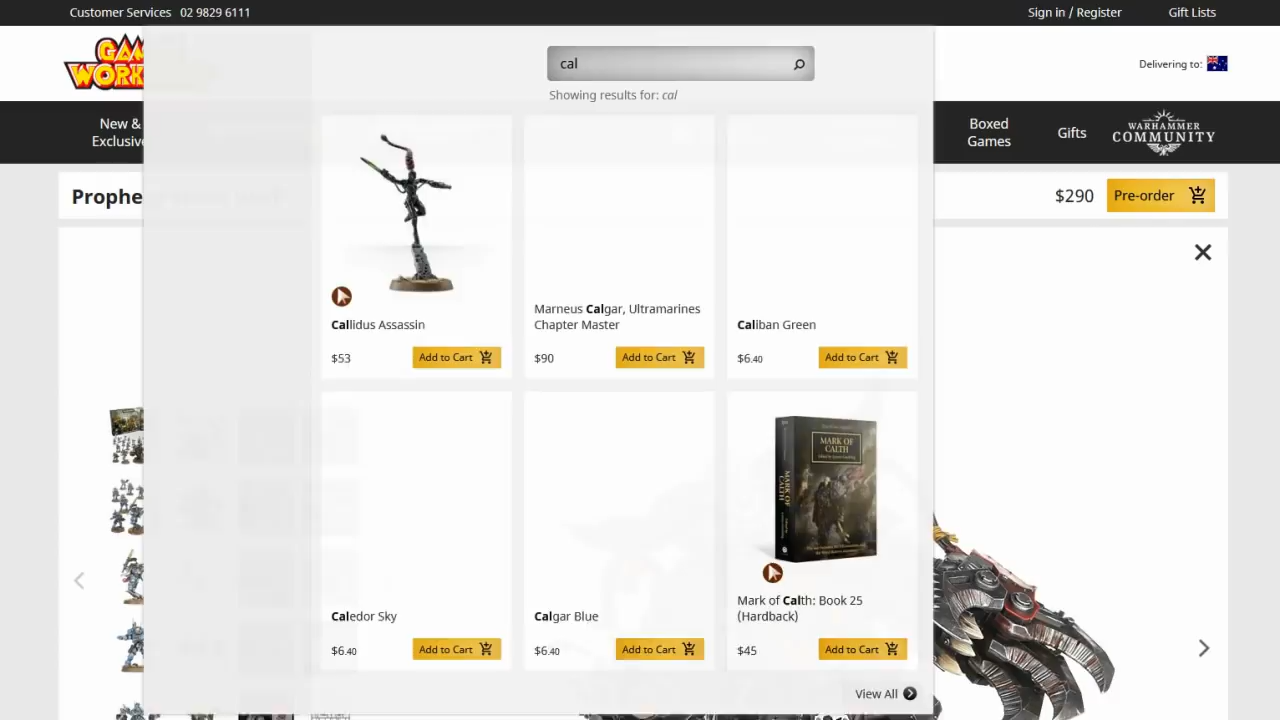 Customer Services 02 9829 6111
Sign in / Register Gift Lists
Delivering to:
New &
Exclusive
Boxed
Games
Gifts
WARHAMMER
COMMUNITY
cal
Showing results for: cal
$290 Pre-order
Callidus Assassin
$53 Add to Cart
Marneus Calgar, Ultramarines
Chapter Master
$90 Add to Cart
Caliban Green
$6.40 Add to Cart
Caledor Sky
$6.40 Add to Cart
Calgar Blue
$6.40 Add to Cart
MARK OF
CALTH
MARK OF CALTH
Mark of Calth: Book 25
(Hardback)
$45 Add to Cart
View All